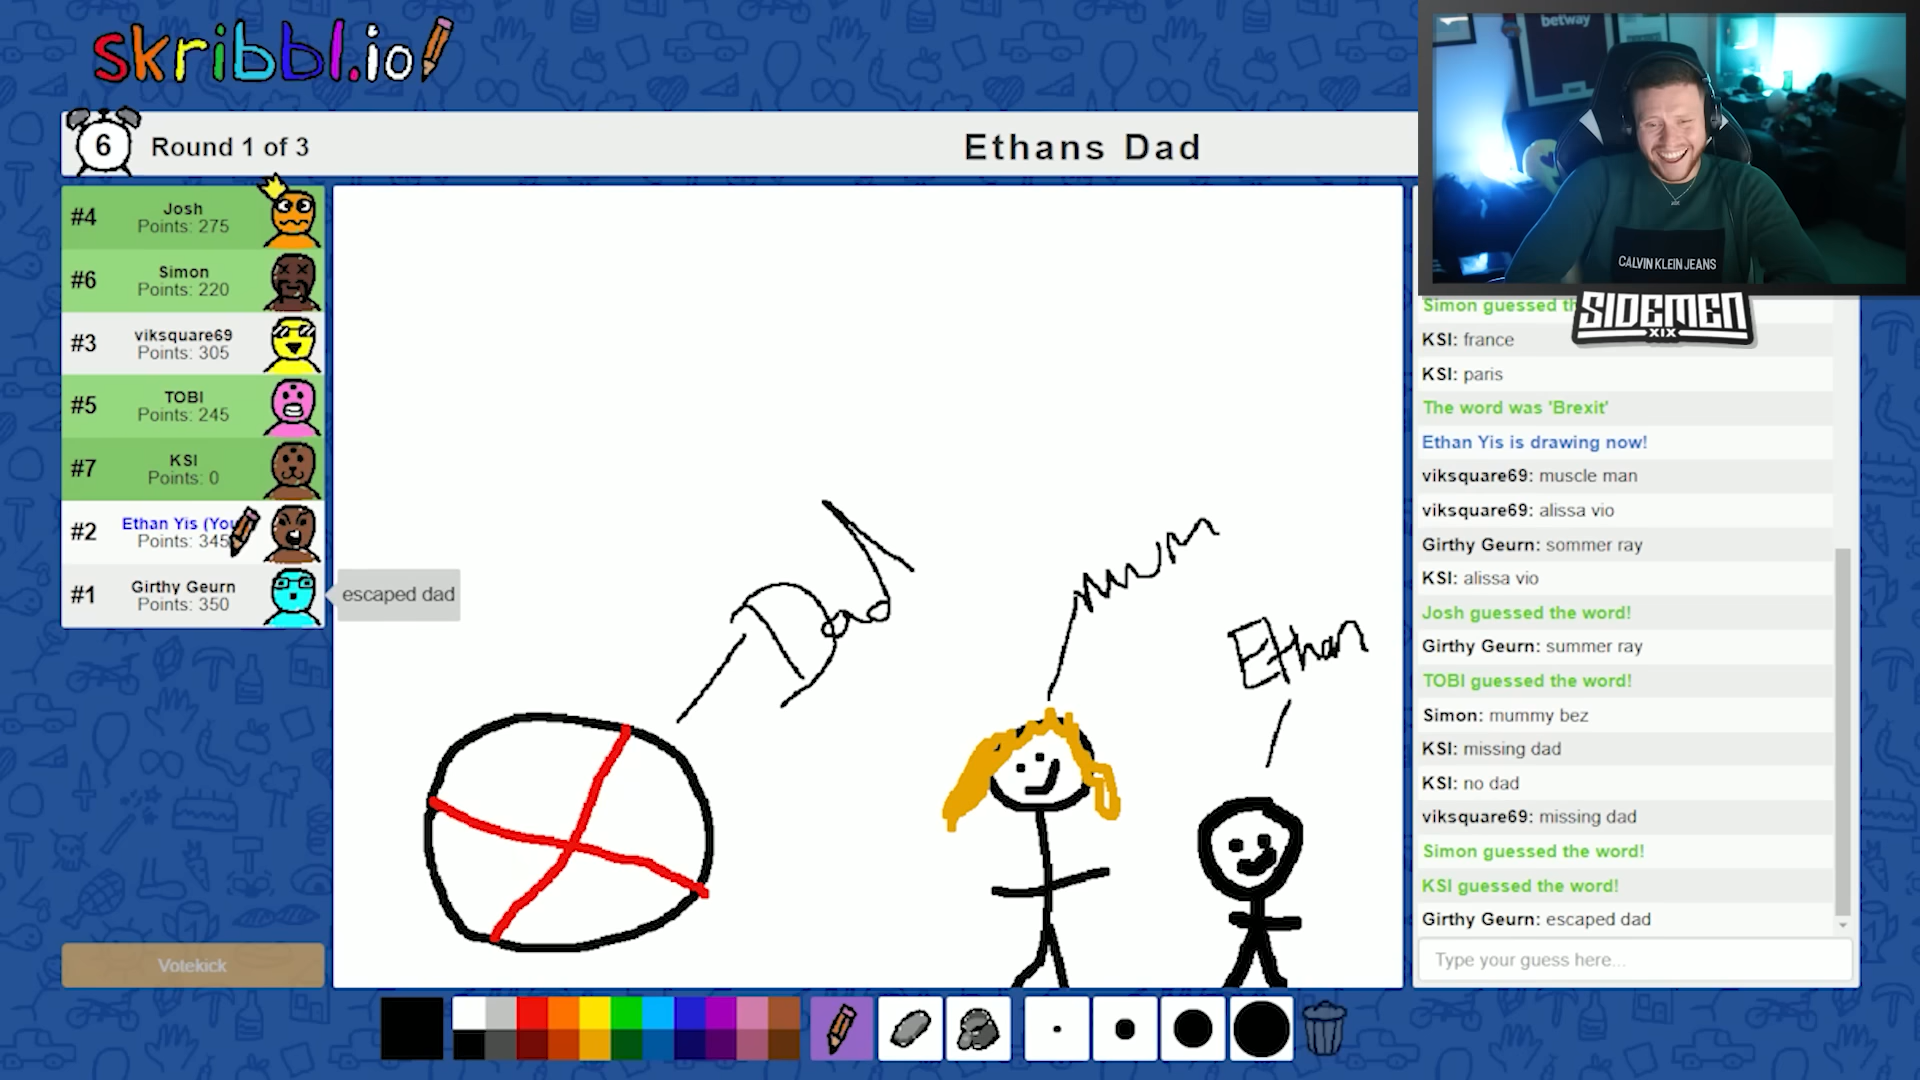 skribbl.io
betway
6
Round 1 of 3
Ethans Dad
CALVIN KLEIN JEANS
SIDEMEN
XIX
#4
Josh
Points: 275
#6
Simon
Points: 220
#3
viksquare69
Points: 305
#5
TOBI
Points: 245
#7
KSI
Points: 0
#2
Ethan Yis (You
Points: 345
#1
Girthy Geurn
Points: 350
escaped dad
Dad
mum
Ethan
Simon guessed th
KSI: france
KSI: paris
The word was 'Brexit'
Ethan Yis is drawing now!
viksquare69: muscle man
viksquare69: alissa vio
Girthy Geurn: sommer ray
KSI: alissa vio
Josh guessed the word!
Girthy Geurn: summer ray
TOBI guessed the word!
Simon: mummy bez
KSI: missing dad
KSI: no dad
viksquare69: missing dad
Simon guessed the word!
KSI guessed the word!
Girthy Geurn: escaped dad
Type your guess here...
Votekick